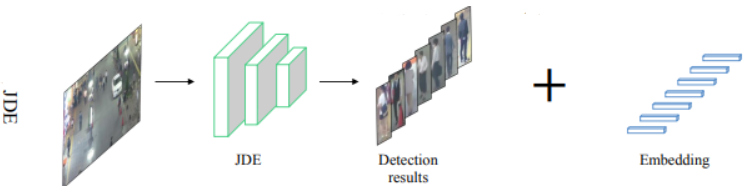 JDE
JDE
Detection
results
Embedding